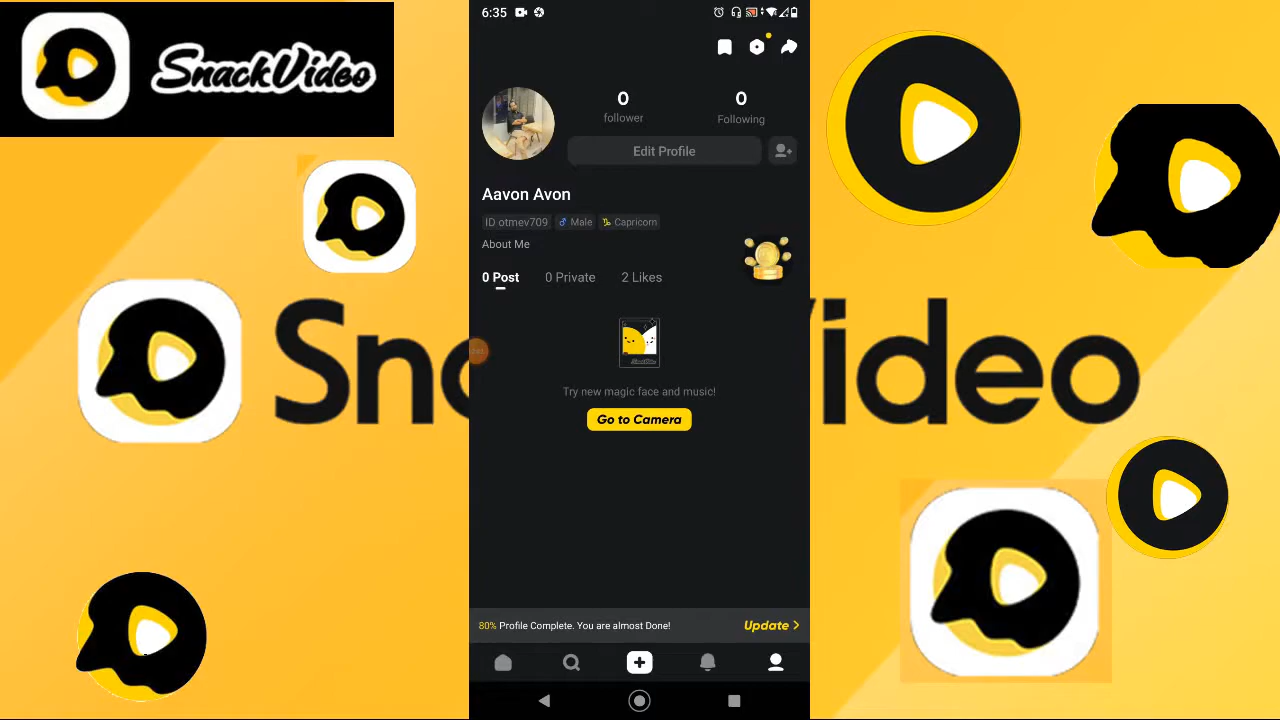 SnackVideo
6:35
0
follower
0
Following
Edit Profile
Aavon Avon
ID otmev709 Male Capricorn
About Me
0 Post 0 Private 2 Likes
Sna Video
Try new magic face and music!
Go to Camera
80% Profile Complete. You are almost Done! Update >